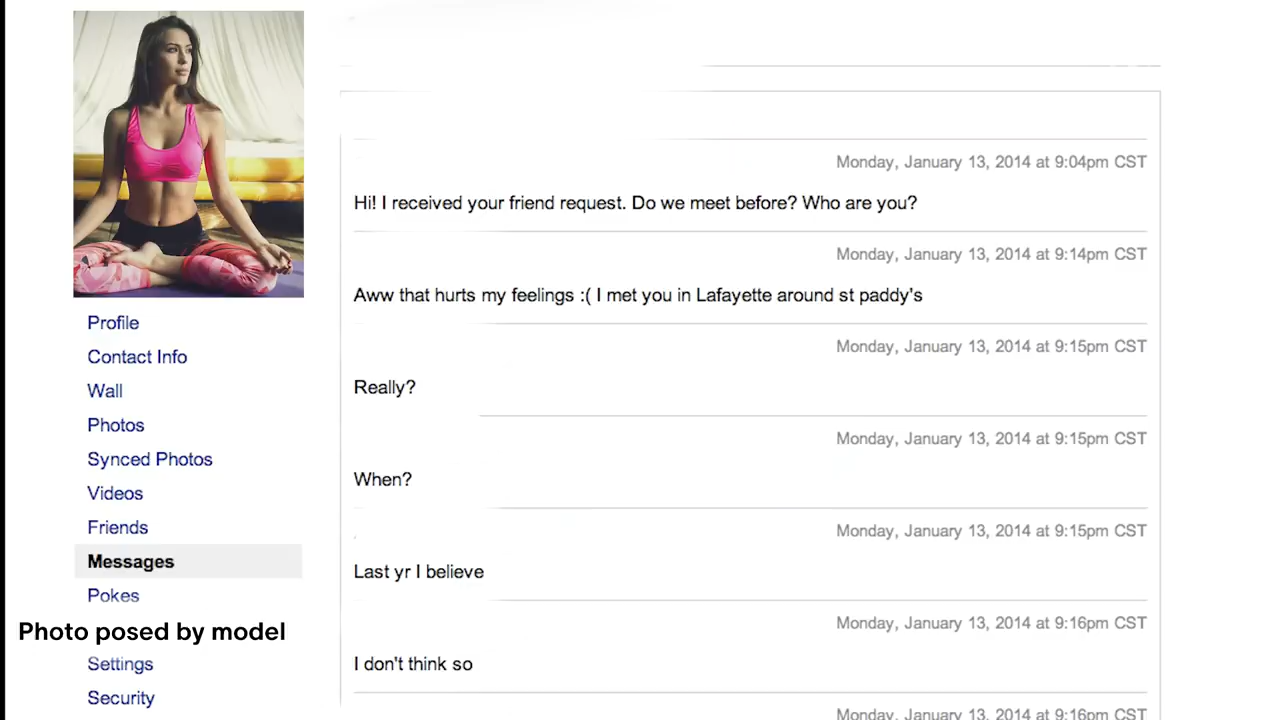 Profile
Contact Info
Wall
Photos
Synced Photos
Videos
Friends
Messages
Pokes
Photo posed by model
Settings
Security
Monday, January 13, 2014 at 9:04pm CST
Hi! I received your friend request. Do we meet before? Who are you?
Monday, January 13, 2014 at 9:14pm CST
Aww that hurts my feelings :( I met you in Lafayette around st paddy's
Monday, January 13, 2014 at 9:15pm CST
Really?
Monday, January 13, 2014 at 9:15pm CST
When?
Monday, January 13, 2014 at 9:15pm CST
Last yr I believe
Monday, January 13, 2014 at 9:16pm CST
I don't think so
Monday, January 13, 2014 at 9:16pm CST